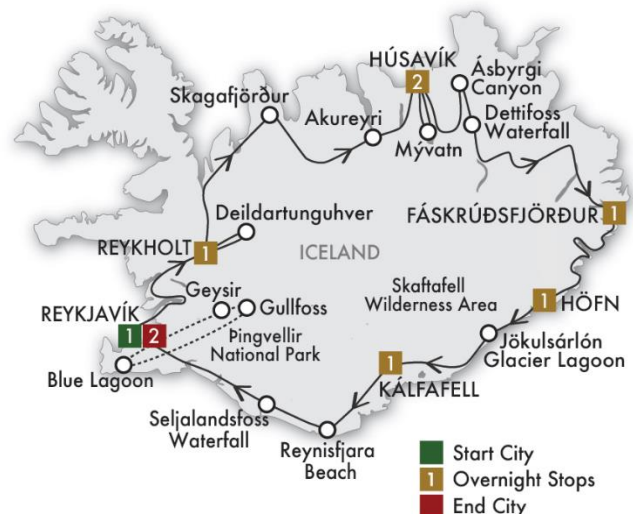 HÚSAVÍK
2
Ásbyrgi
Canyon
Skagafjörður
Akureyri
Dettifoss
Waterfall
Mývatn
Deildartunguhver
FÁSKRÚÐSFJÖRÐUR
1
REYKHOLT
1
ICELAND
Geysir
Gullfoss
Skaftafell
Wilderness Area
1
HÖFN
REYKJAVÍK
1
2
Þingvellir
National Park
Jökulsárlón
Glacier Lagoon
Blue Lagoon
1
KÁLFAFELL
Seljalandsfoss
Waterfall
Reynisfjara
Beach
1
Start City
1
Overnight Stops
1
End City